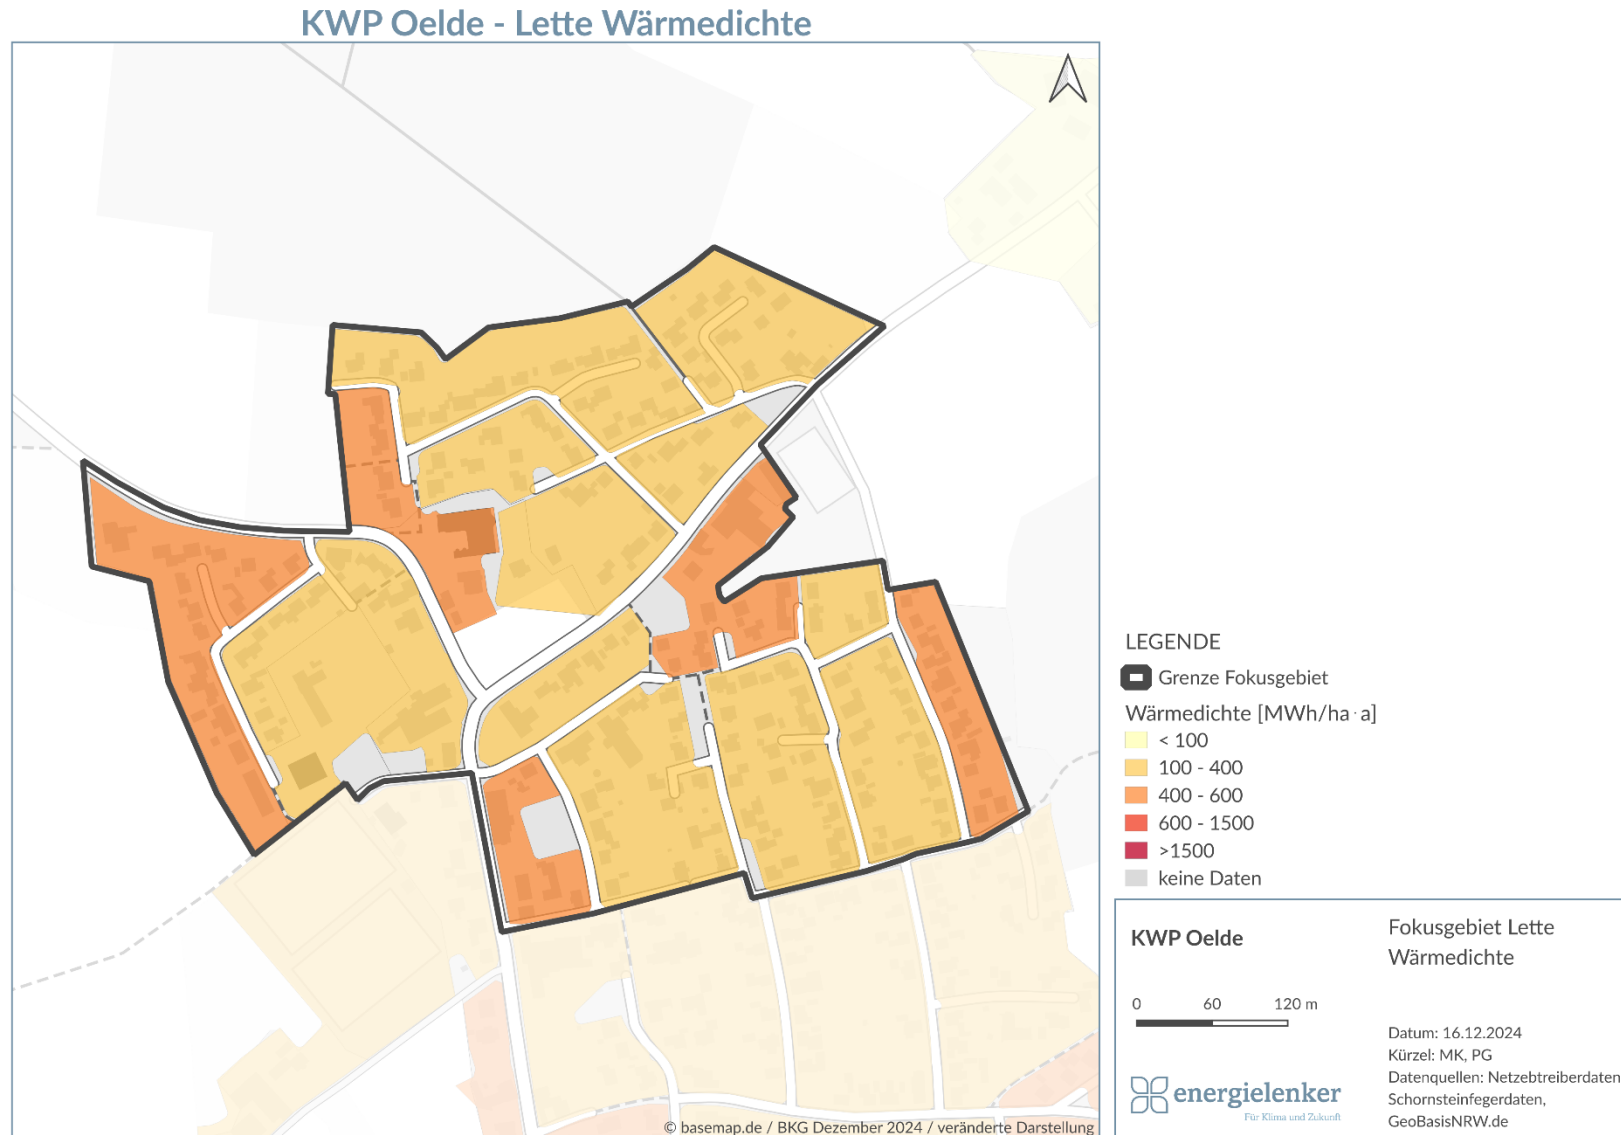 KWP Oelde - Lette Wärmedichte
LEGENDE
Grenze Fokusgebiet
Wärmedichte [MWh/ha · a]
< 100
100 - 400
400 - 600
600 - 1500
>1500
keine Daten
KWP Oelde
Fokusgebiet Lette
Wärmedichte
0 60 120 m
Datum: 16.12.2024
Kürzel: MK, PG
Datenquellen: Netzebtreiberdaten
Schornsteinfegerdaten,
GeoBasisNRW.de
energielenker
Für Klima und Zukunft
© basemap.de / BKG Dezember 2024 / veränderte Darstellung